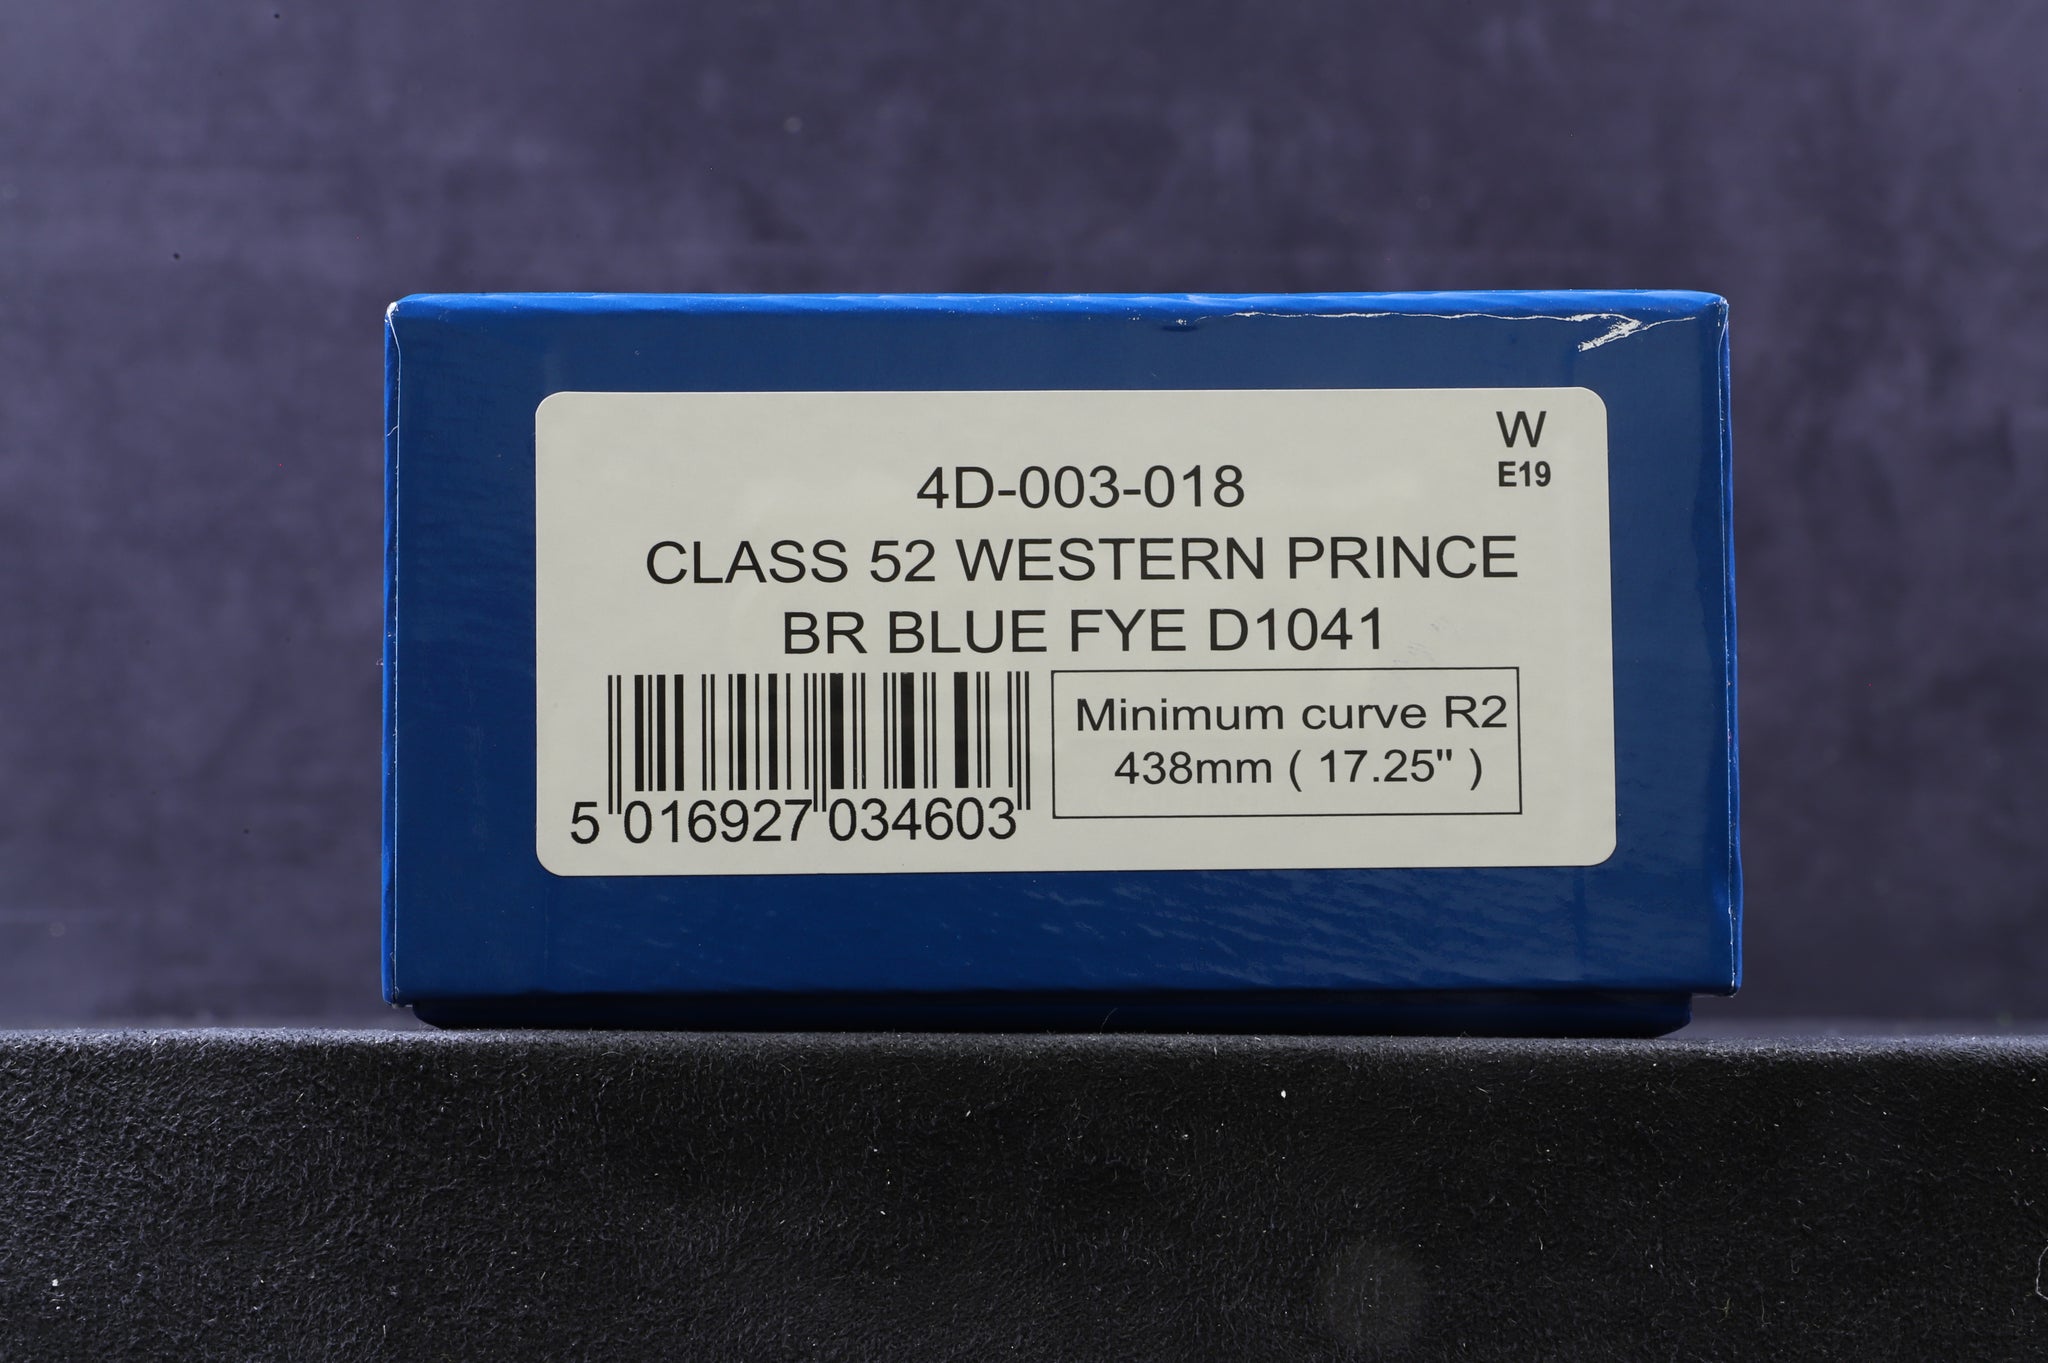 W
E19
4D-003-018
CLASS 52 WESTERN PRINCE
BR BLUE FYE D1041
Minimum curve R2
438mm ( 17.25" )
5 016927 034603